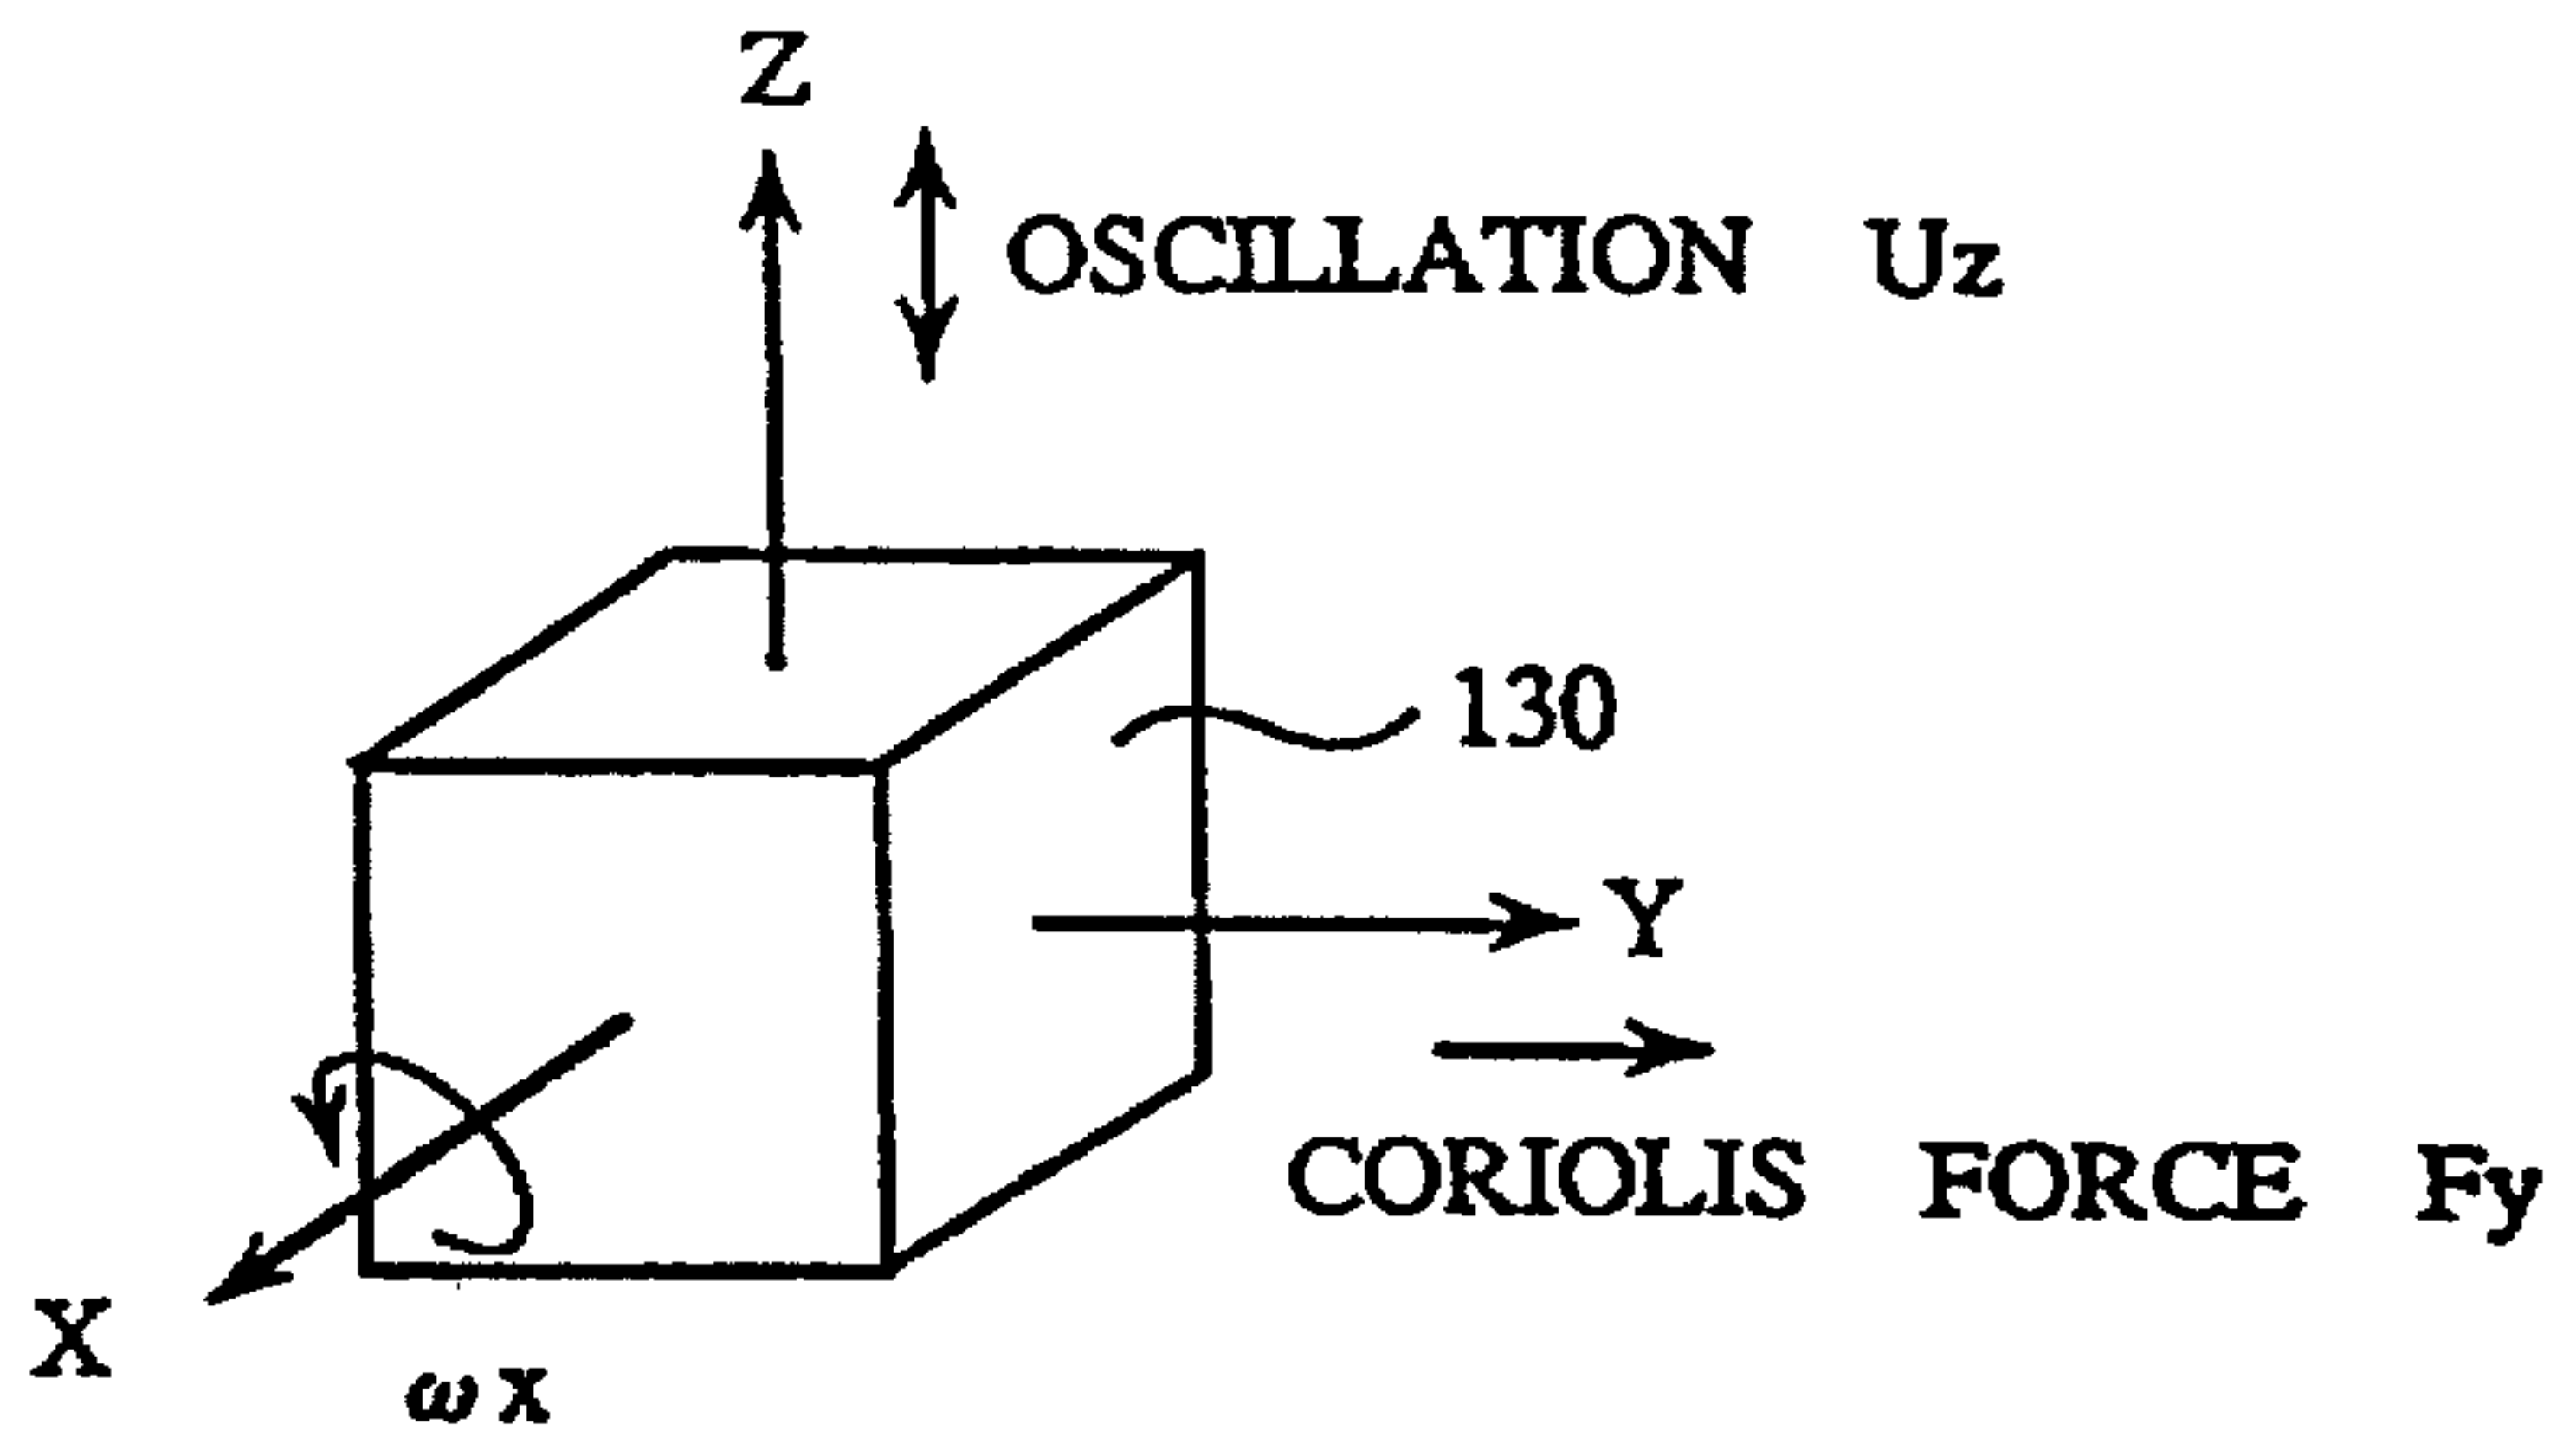 Z
OSCILLATION Uz
130
Y
CORIOLIS FORCE Fy
X
ωx